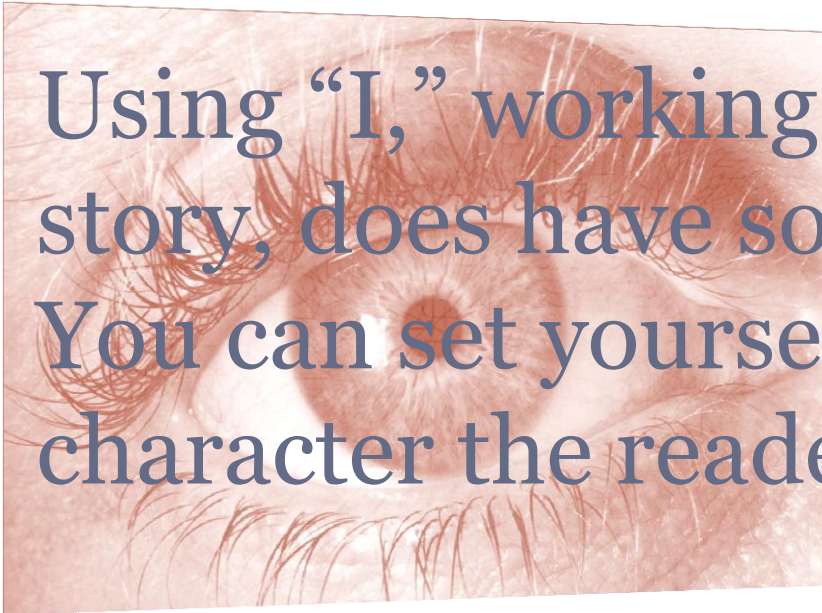 Using “I,” working
story, does have so
You can set yourse
character the reade